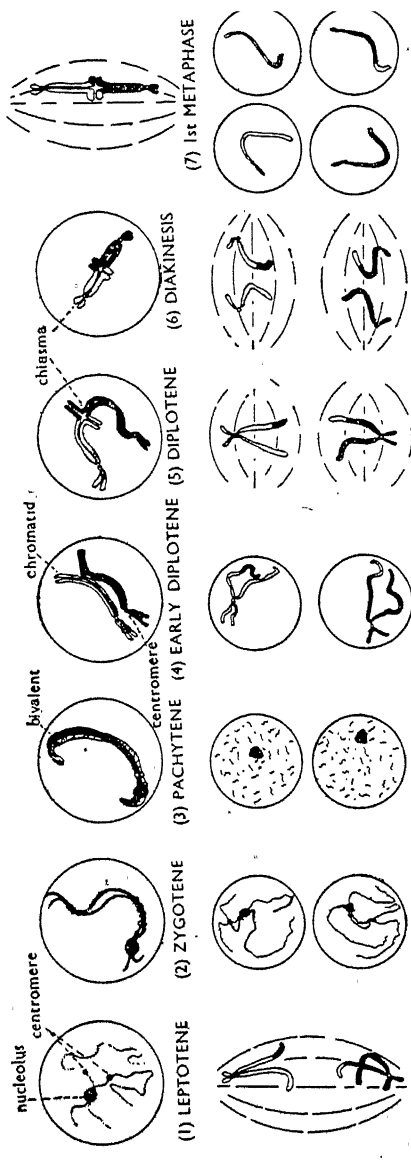 nucleolus
centromere
bivalent
chromatid
chiasma
centromere
(1) LEPTOTENE
(2) ZYGOTENE
(3) PACHYTENE
(4) EARLY DIPLOTENE
(5) DIPLOTENE
(6) DIAKINESIS
(7) 1st METAPHASE